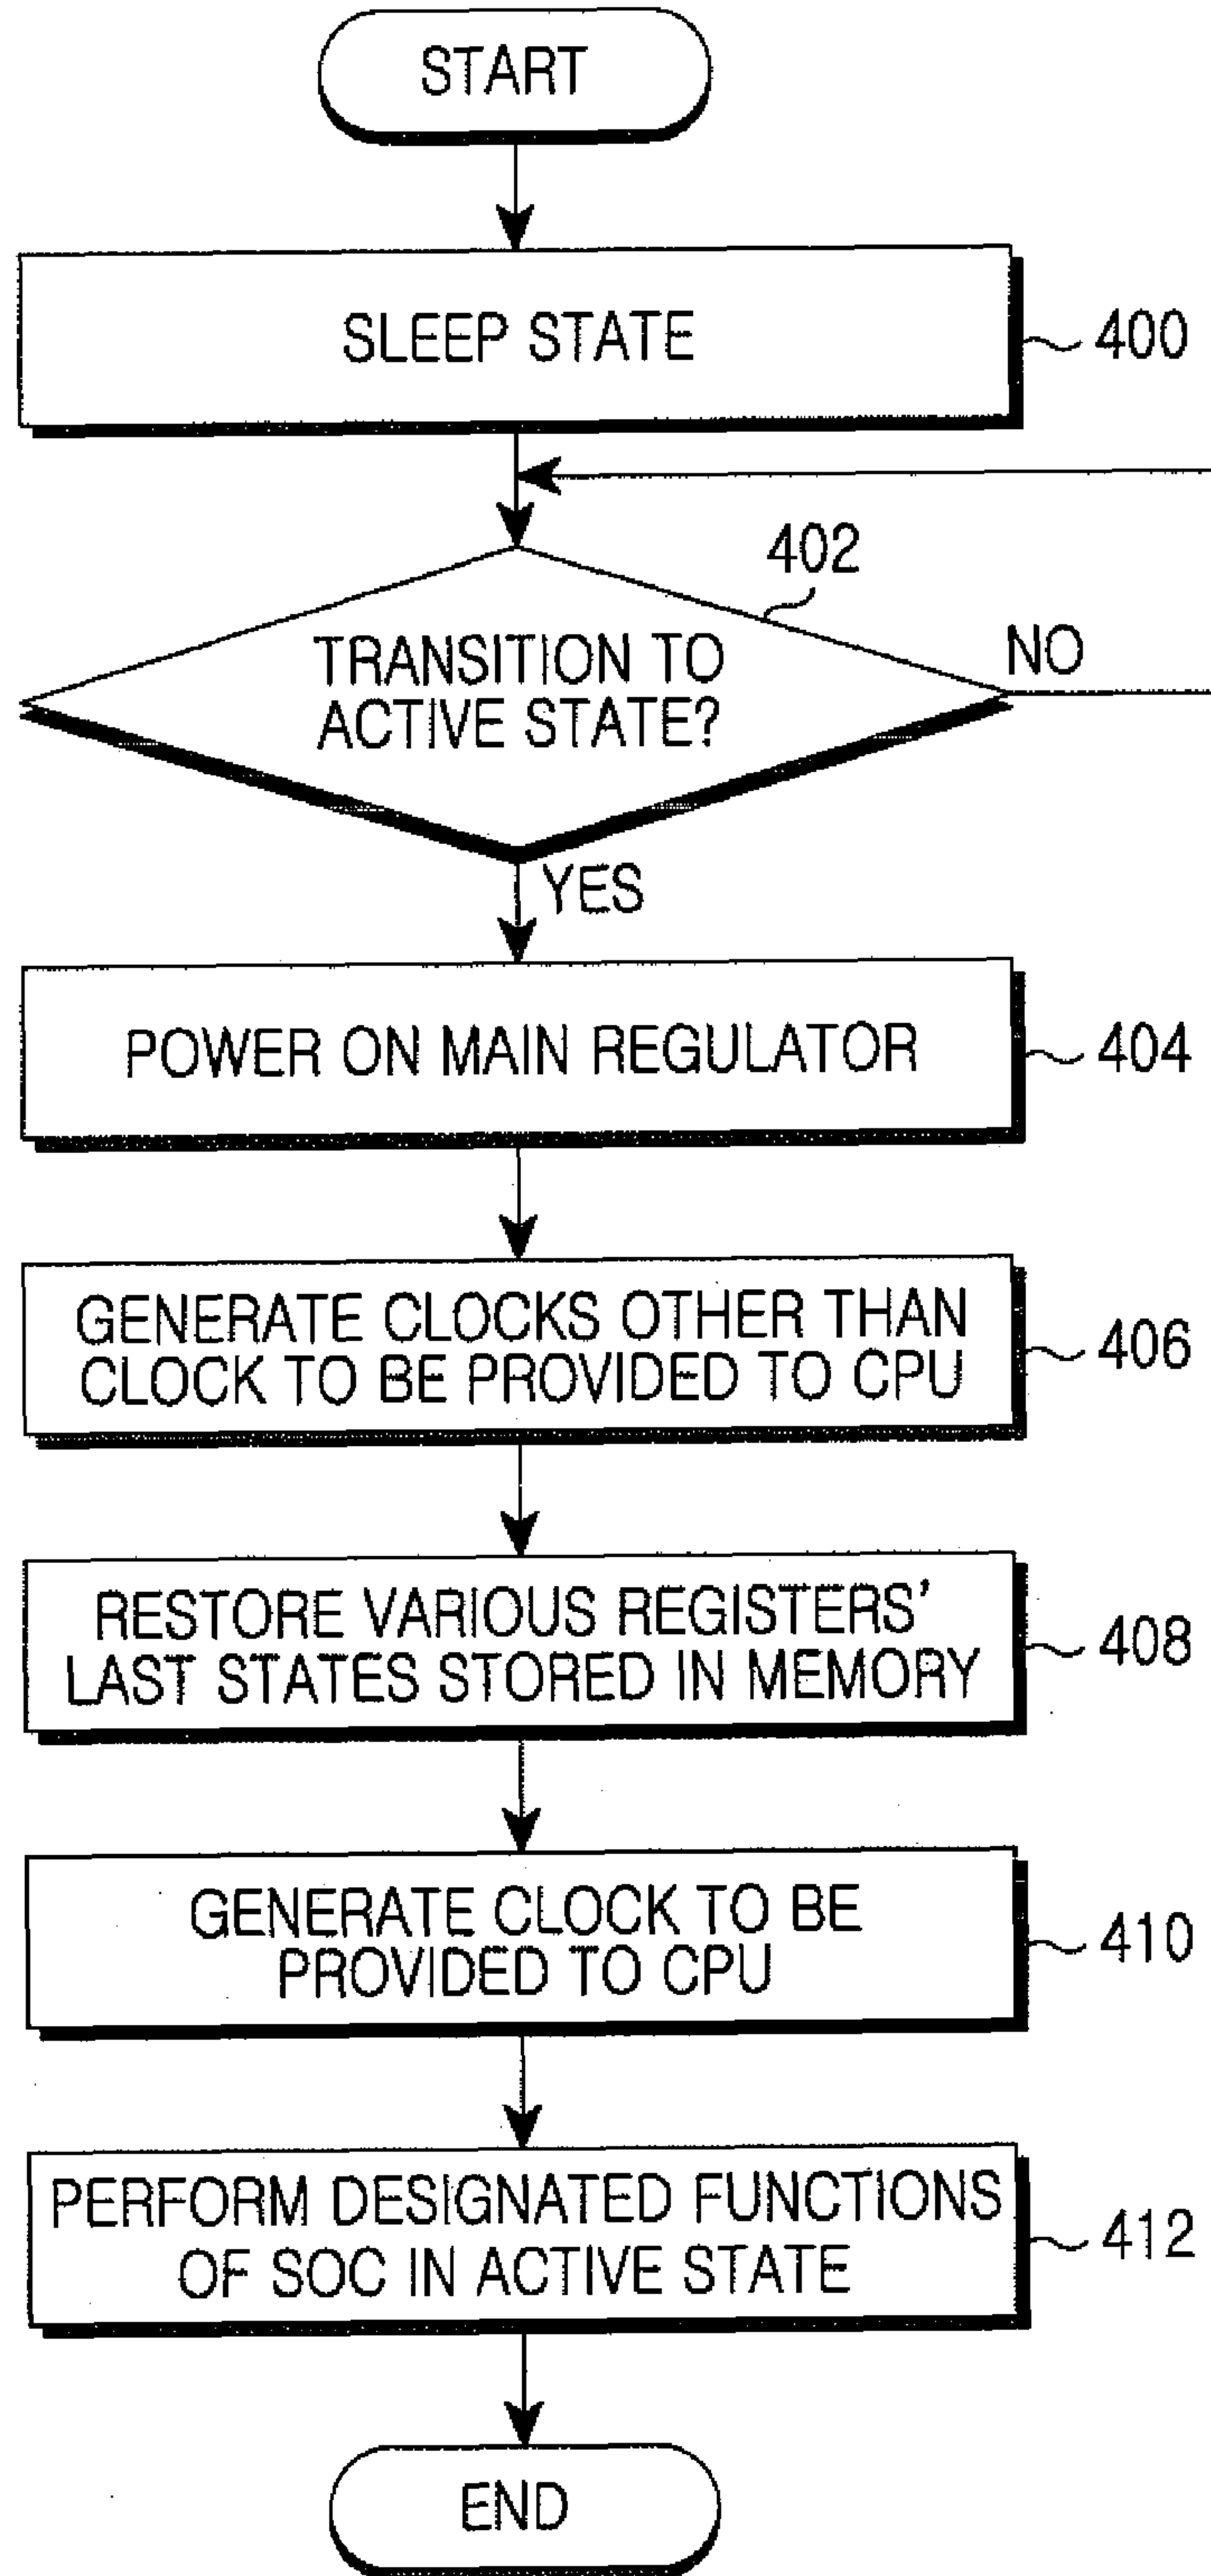 START
SLEEP STATE
400
402
TRANSITION TO
ACTIVE STATE?
NO
YES
POWER ON MAIN REGULATOR
404
GENERATE CLOCKS OTHER THAN
CLOCK TO BE PROVIDED TO CPU
406
RESTORE VARIOUS REGISTERS'
LAST STATES STORED IN MEMORY
408
GENERATE CLOCK TO BE
PROVIDED TO CPU
410
PERFORM DESIGNATED FUNCTIONS
OF SOC IN ACTIVE STATE
412
END